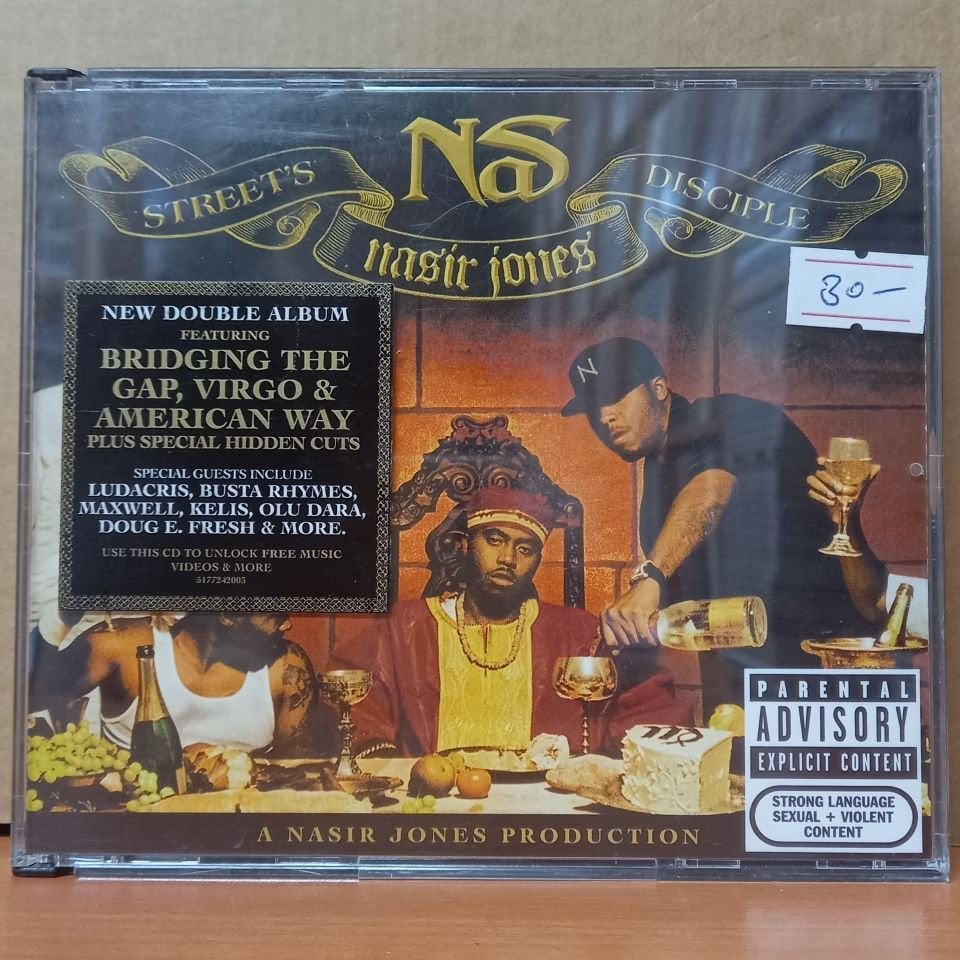 NaS
STREET'S
DISCIPLE
nasir jones
30-
NEW DOUBLE ALBUM
FEATURING
BRIDGING THE
GAP, VIRGO &
AMERICAN WAY
PLUS SPECIAL HIDDEN CUTS
SPECIAL GUESTS INCLUDE
LUDACRIS, BUSTA RHYMES,
MAXWELL, KELIS, OLU DARA,
DOUG E. FRESH & MORE.
USE THIS CD TO UNLOCK FREE MUSIC
VIDEOS & MORE
5177242003
N
PARENTAL
ADVISORY
EXPLICIT CONTENT
STRONG LANGUAGE
SEXUAL + VIOLENT
CONTENT
A NASIR JONES PRODUCTION